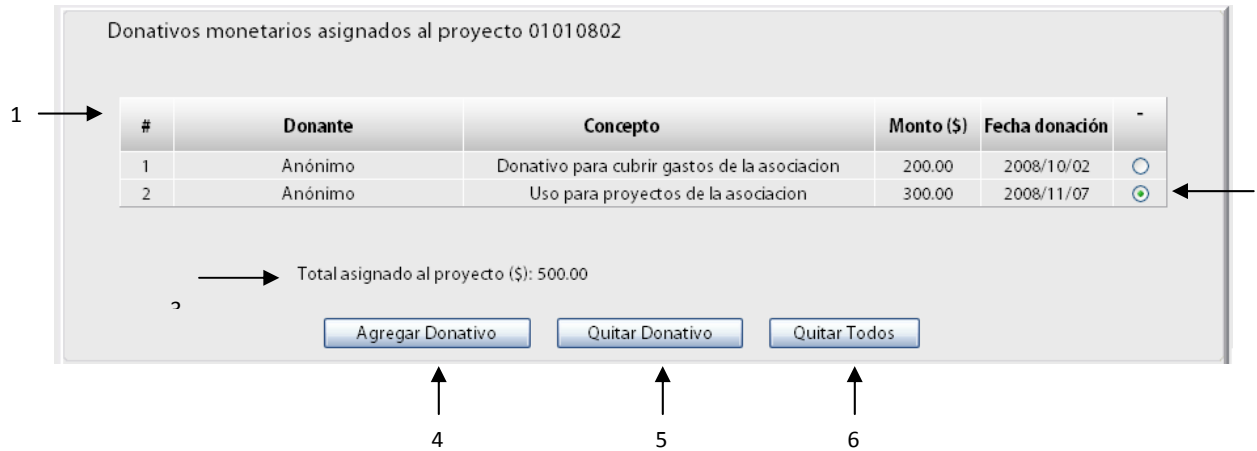 Donativos monetarios asignados al proyecto 01010802
1
# Donante Concepto Monto ($) Fecha donación -
1 Anónimo Donativo para cubrir gastos de la asociacion 200.00 2008/10/02
2 Anónimo Uso para proyectos de la asociacion 300.00 2008/11/07
Total asignado al proyecto ($): 500.00
Agregar Donativo Quitar Donativo Quitar Todos
4 5 6